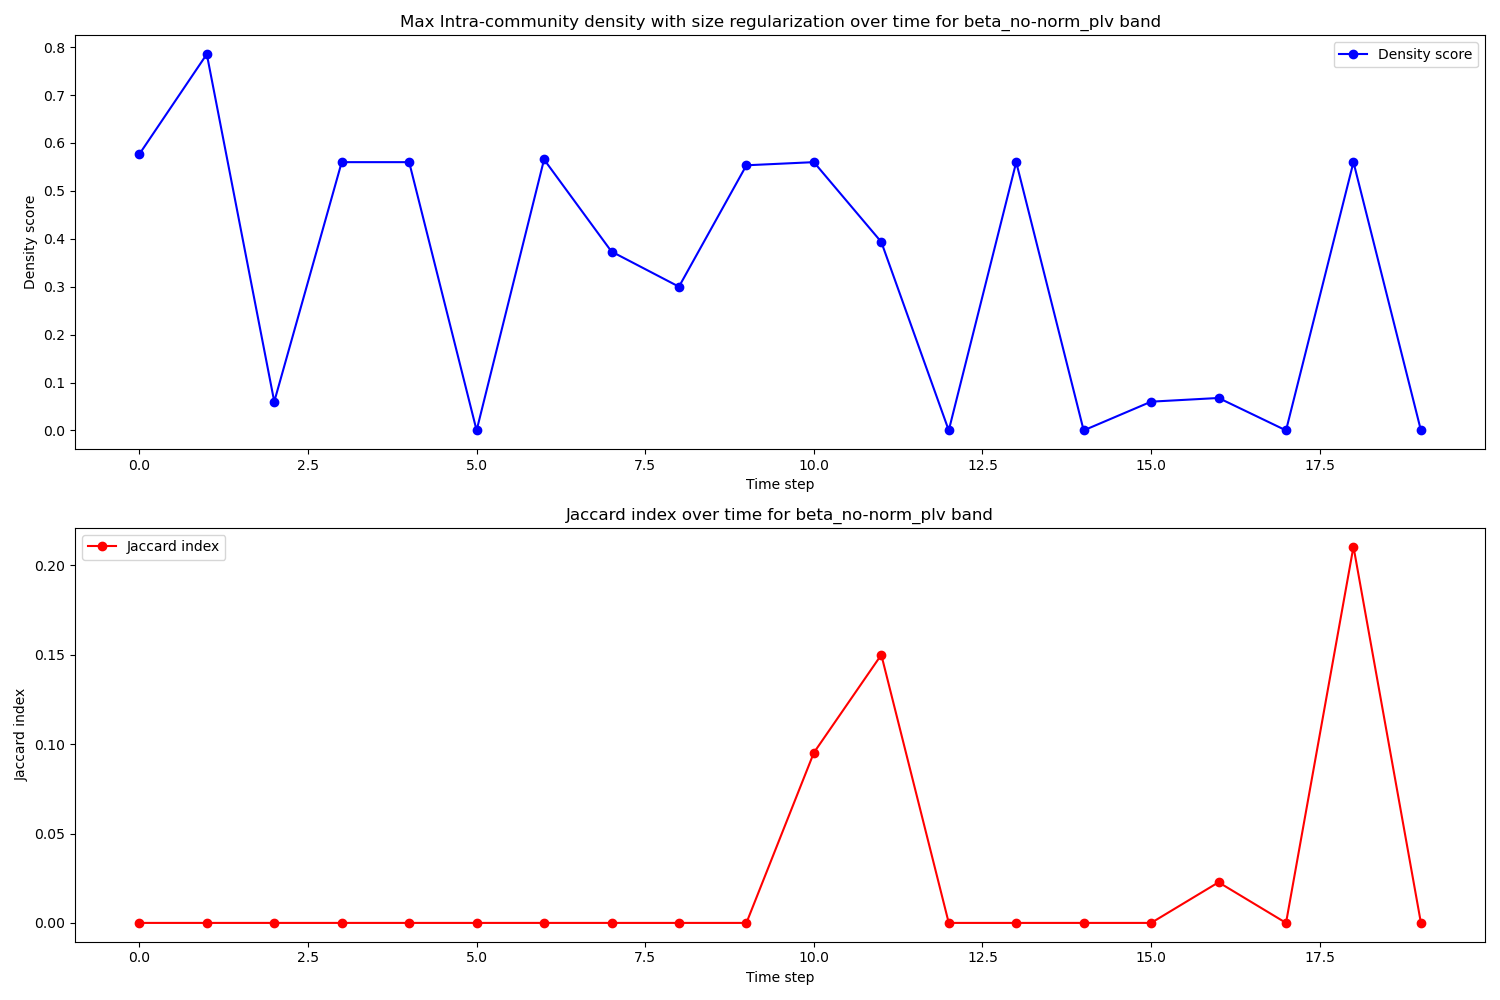 Max Intra-community density with size regularization over time for beta_no-norm_plv band
Density score
0.8
0.7
0.6
0.5
0.4
0.3
0.2
0.1
0.0
Density score
0.0 2.5 5.0 7.5 10.0 12.5 15.0 17.5
Time step
Jaccard index over time for beta_no-norm_plv band
Jaccard index
0.20
0.15
0.10
0.05
0.00
Jaccard index
0.0 2.5 5.0 7.5 10.0 12.5 15.0 17.5
Time step